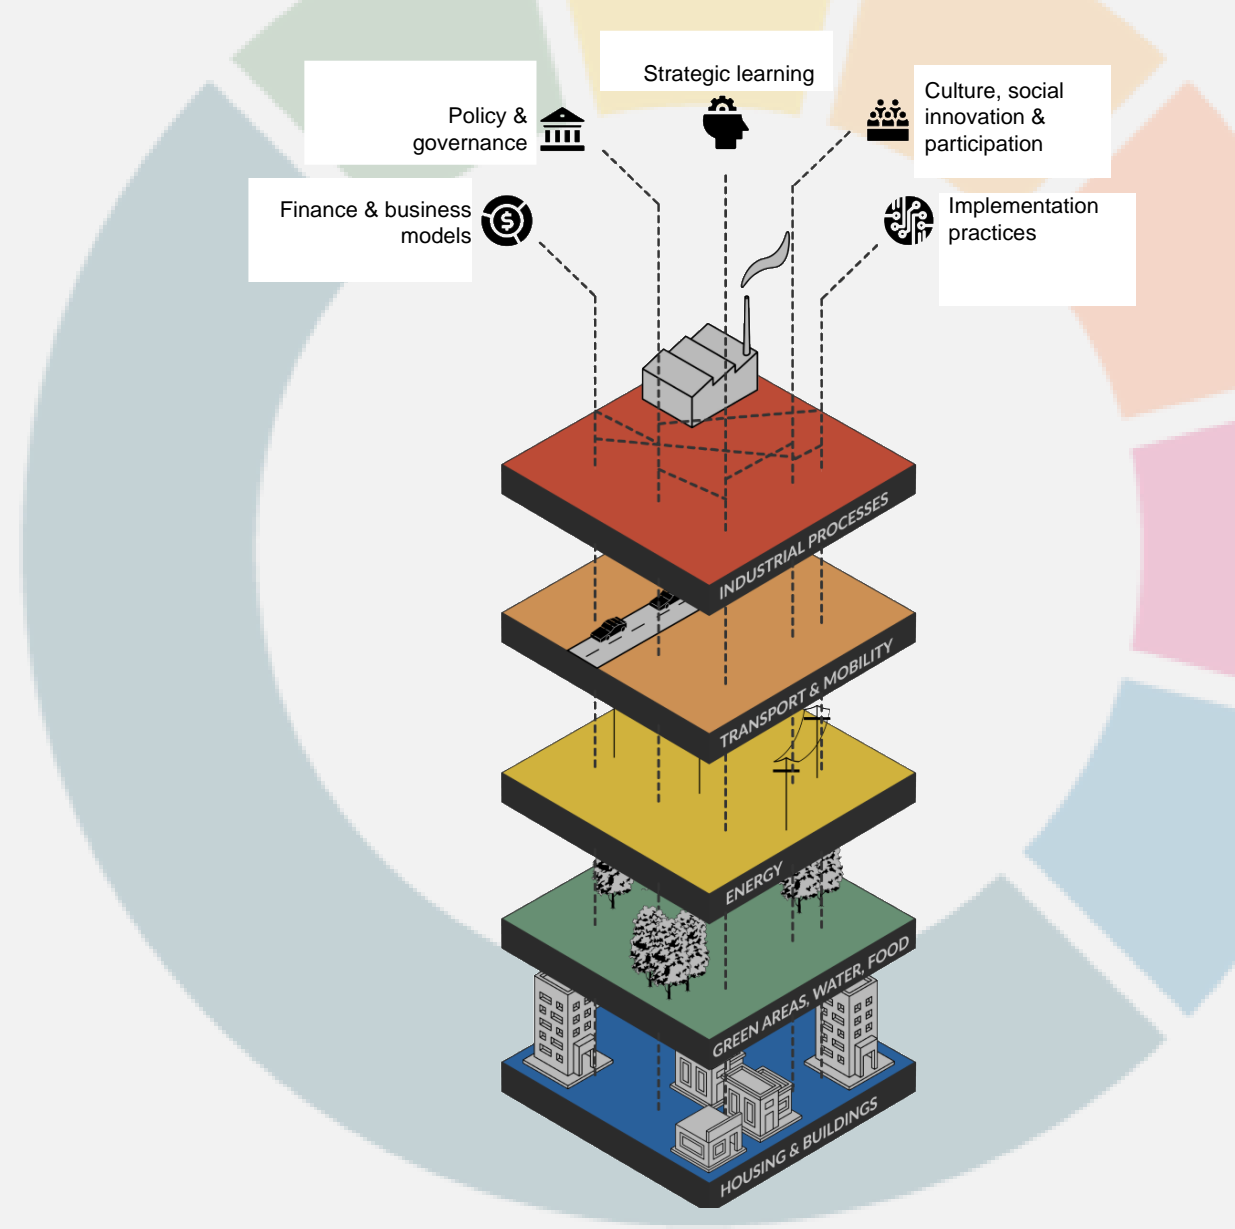 Strategic learning
Policy &
governance
Culture, social
innovation &
participation
Finance & business
models
$
Implementation
practices
INDUSTRIAL PROCESSES
TRANSPORT & MOBILITY
ENERGY
GREEN AREAS, WATER, FOOD
HOUSING & BUILDINGS